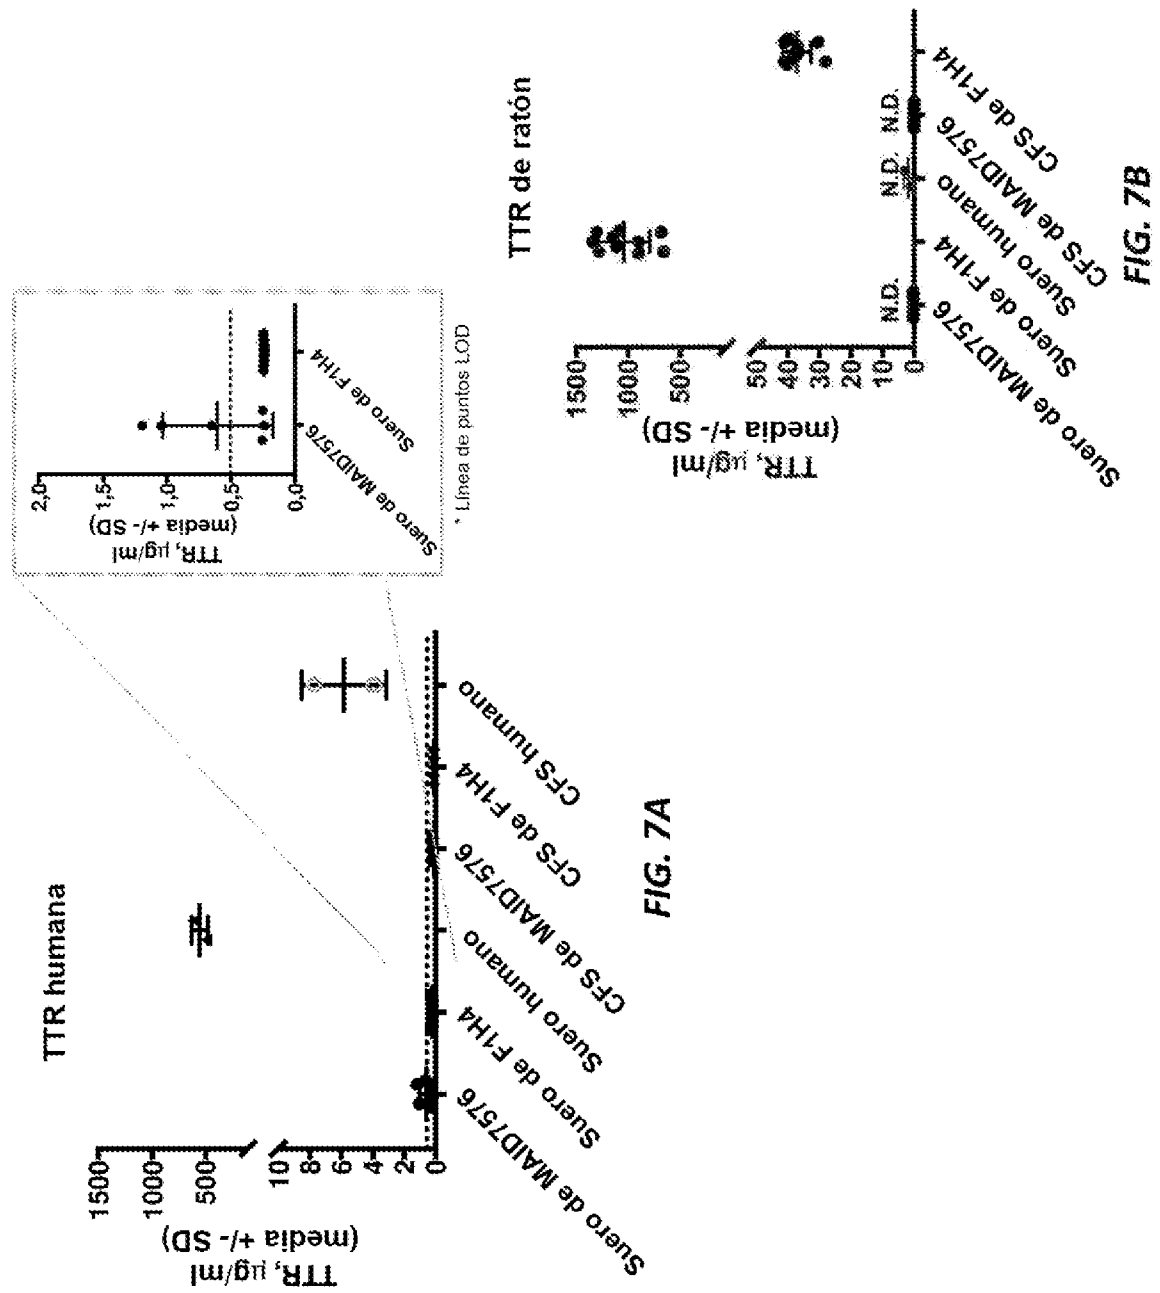 TTR humana
TTR, µg/ml
(media +/- SD)
1500
1000
500
10
8
6
4
2
0
Suero de MAID7576
Suero de F1H4
Suero humano
CFS de MAID7576
CFS de F1H4
CFS humano
TTR, µg/ml
(media +/- SD)
2,0
1,5
1,0
0,5
0,0
Suero de MAID7576
Suero de F1H4
* Línea de puntos LOD
FIG. 7A
TTR de ratón
TTR, µg/ml
(media +/- SD)
1500
1000
500
50
40
30
20
10
0
N.D.
N.D.
N.D.
Suero de MAID7576
Suero de F1H4
Suero humano
CFS de MAID7576
CFS de F1H4
FIG. 7B